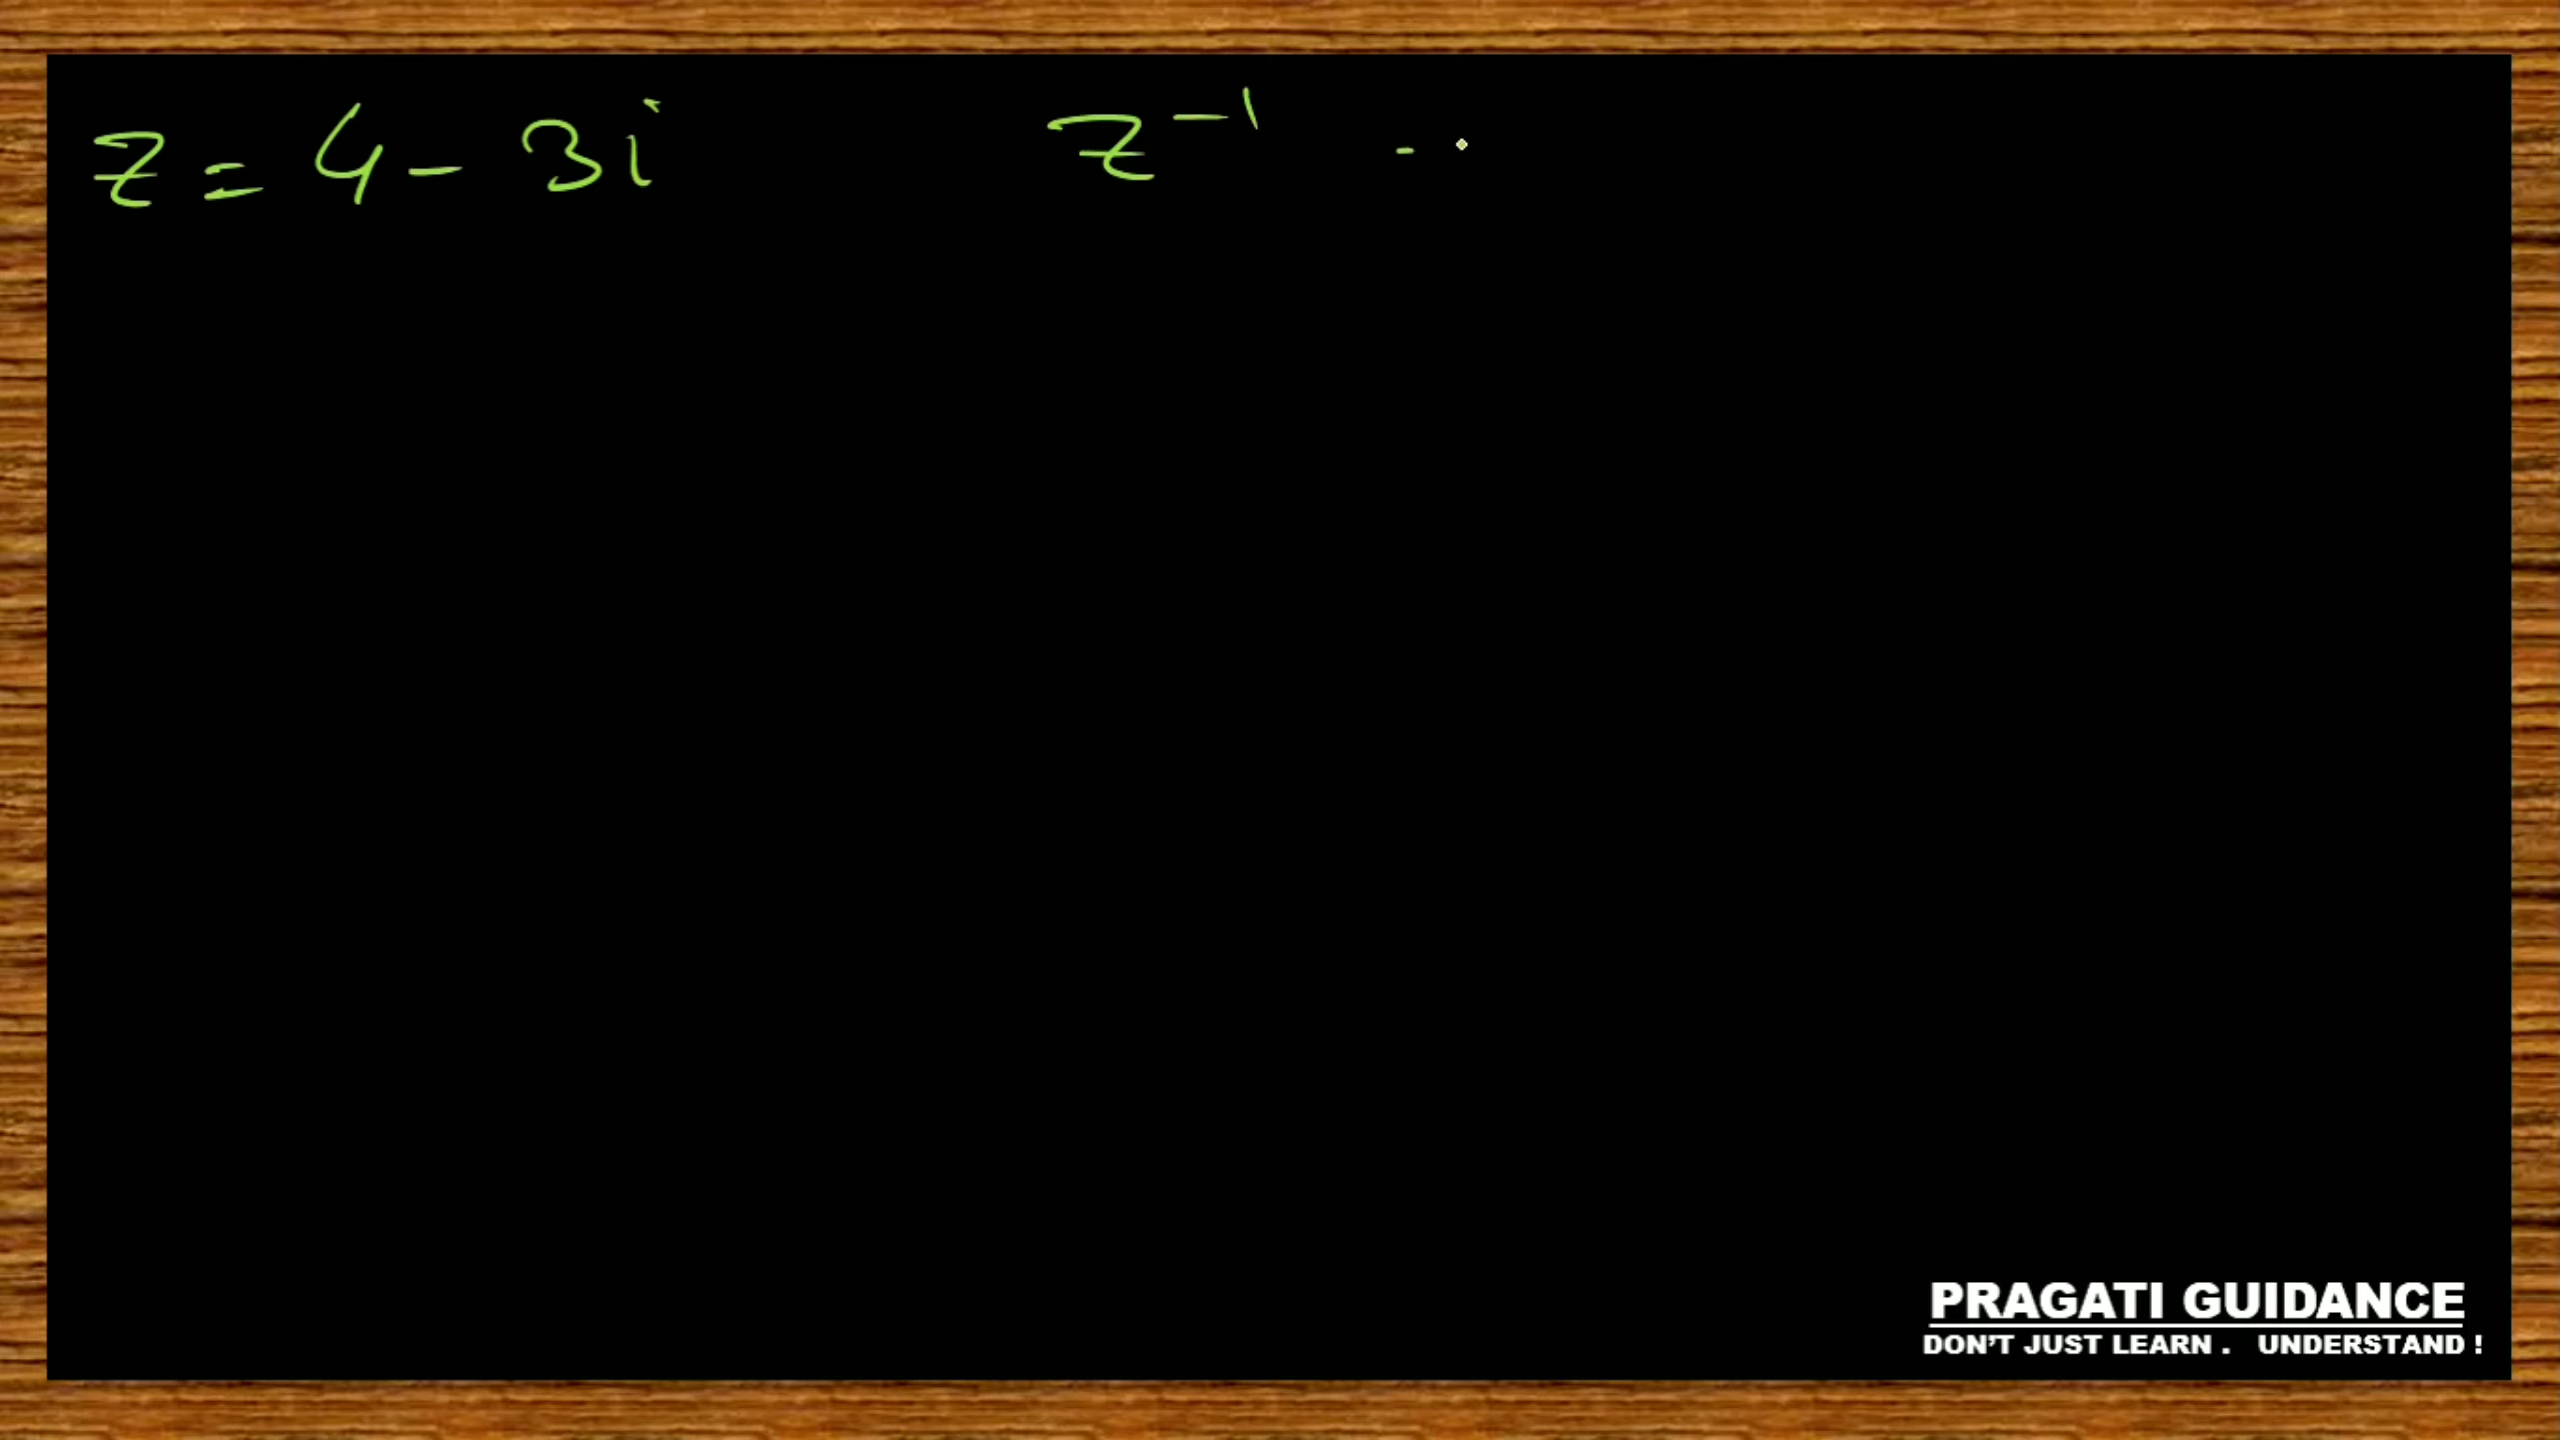 z = 4 - 3i z⁻¹ -
PRAGATI GUIDANCE
DON'T JUST LEARN . UNDERSTAND !